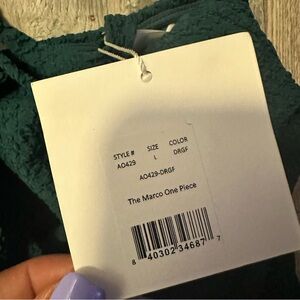 STYLE # SIZE COLOR
AO429 L DRGF
AO429-DRGF
The Marco One Piece
8 40302 34687 7